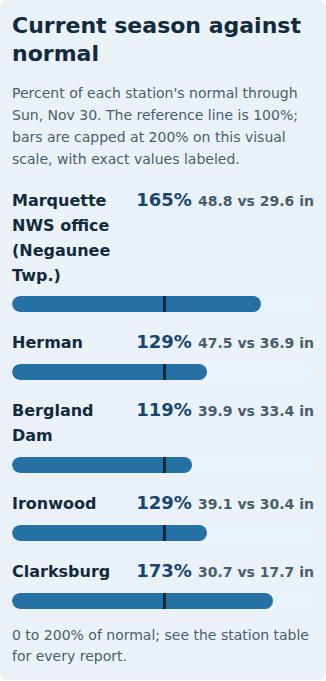 Current season against
normal
Percent of each station's normal through
Sun, Nov 30. The reference line is 100%;
bars are capped at 200% on this visual
scale, with exact values labeled.
Marquette 165% 48.8 vs 29.6 in
NWS office
(Negaunee
Twp.)
Herman 129% 47.5 vs 36.9 in
Bergland 119% 39.9 vs 33.4 in
Dam
Ironwood 129% 39.1 vs 30.4 in
Clarksburg 173% 30.7 vs 17.7 in
0 to 200% of normal; see the station table
for every report.